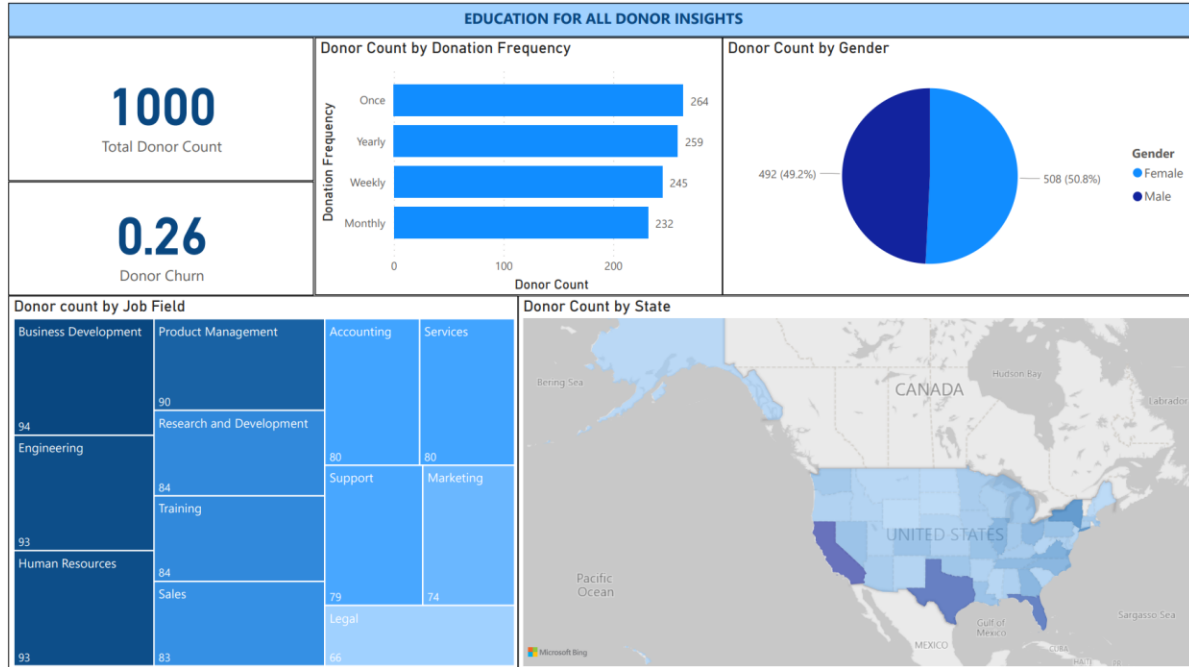 EDUCATION FOR ALL DONOR INSIGHTS
1000
Total Donor Count
0.26
Donor Churn
Donor Count by Donation Frequency
Donation Frequency
Once
264
Yearly
259
Weekly
245
Monthly
232
0
100
200
Donor Count
Donor Count by Gender
492 (49.2%)
508 (50.8%)
Gender
Female
Male
Donor count by Job Field
Business Development
94
Engineering
93
Human Resources
93
Product Management
90
Research and Development
84
Training
84
Sales
83
Accounting
80
Services
80
Support
79
Marketing
74
Legal
66
Donor Count by State
Bering Sea
CANADA
Hudson Bay
Labrador
UNITED STATES
Pacific
Ocean
Sargasso Sea
Gulf of
Mexico
MEXICO
CUBA
Microsoft Bing